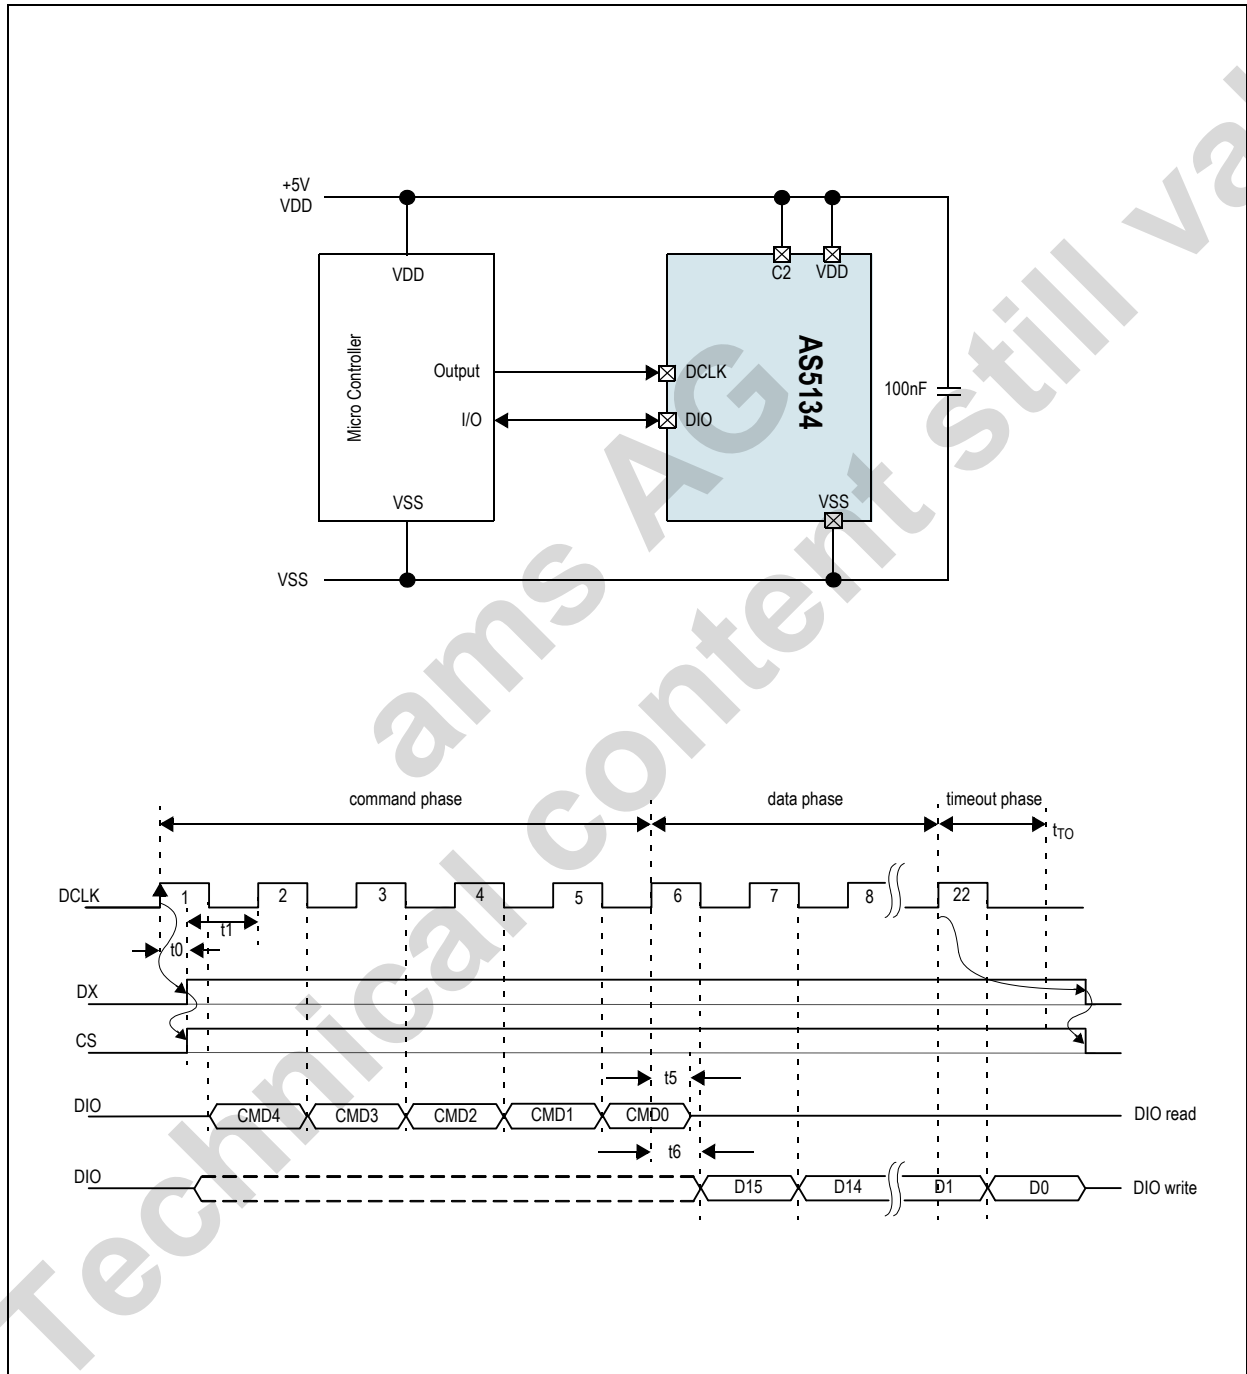 +5V
VDD
VDD
C2 VDD
Micro Controller
AS5134
Output
DCLK
100nF
I/O
DIO
VSS
VSS
VSS
command phase
data phase
timeout phase
tTO
DCLK
1 2 3 4 5 6 7 8 22
t1
t0
DX
CS
t5
DIO
CMD4 CMD3 CMD2 CMD1 CMD0
DIO read
t6
DIO
D15 D14 D1 D0
DIO write
ams AG
Technical content still